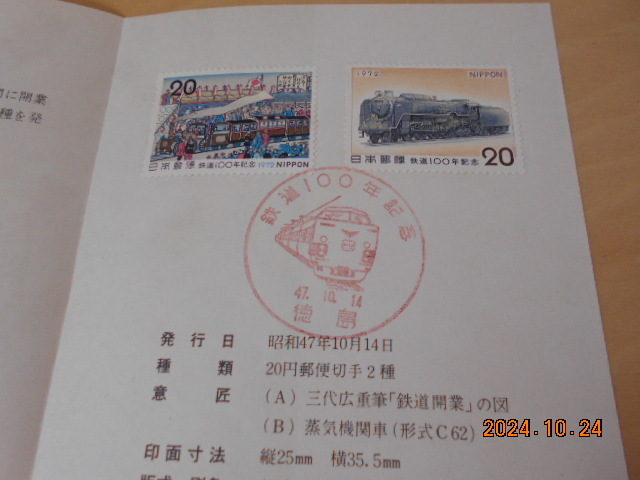 に開業
種を発
20
日本郵便 鉄道100年記念 1972 NIPPON
1972 NIPPON
日本郵便 鉄道100年記念 20
鉄道100年記念
47.10.14
徳島
発行日 昭和47年10月14日
種類 20円郵便切手2種
意匠 (A) 三代広重筆「鉄道開業」の図
(B) 蒸気機関車(形式C62)
印面寸法 縦25mm 横35.5mm
2024.10.24